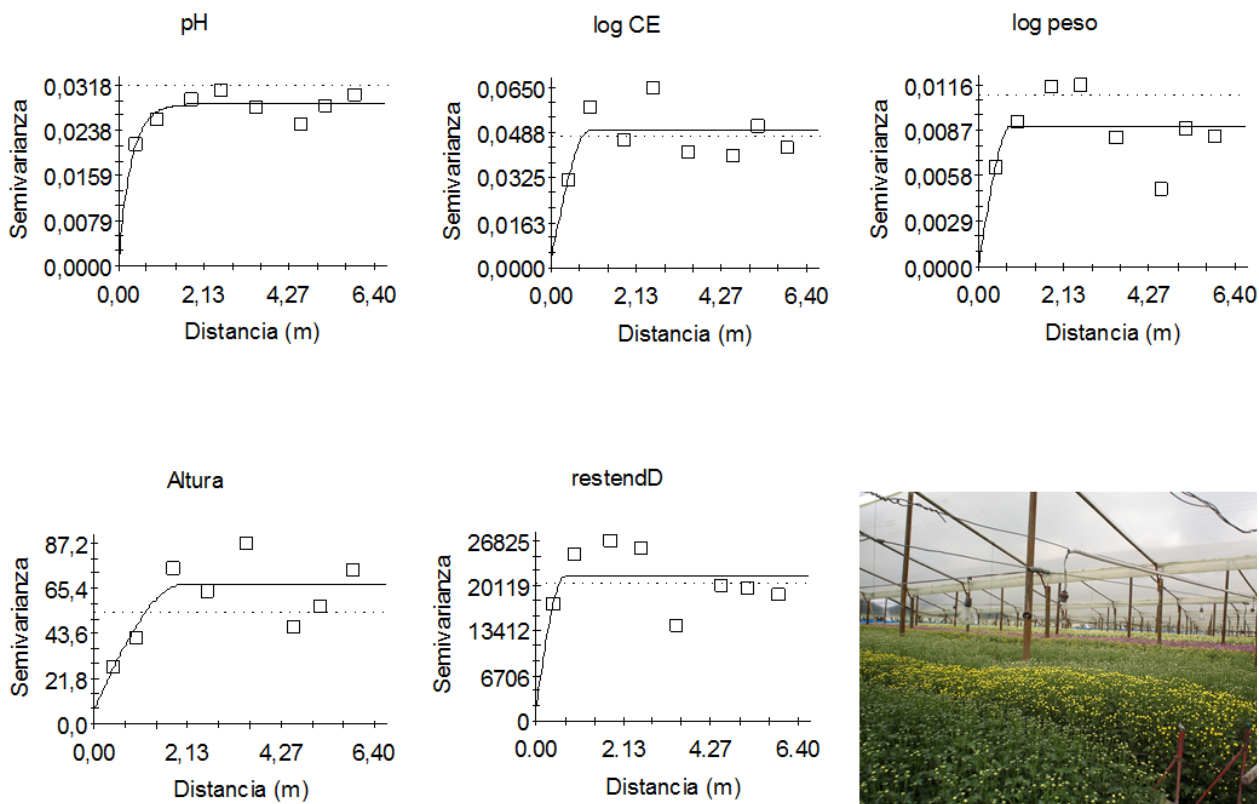 pH
log CE
log peso
Semivarianza
0,0318
0,0238
0,0159
0,0079
0,0000
0,00 2,13 4,27 6,40
Distancia (m)
Semivarianza
0,0650
0,0488
0,0325
0,0163
0,0000
0,00 2,13 4,27 6,40
Distancia (m)
Semivarianza
0,0116
0,0087
0,0058
0,0029
0,0000
0,00 2,13 4,27 6,40
Distancia (m)
Altura
restendD
Semivarianza
87,2
65,4
43,6
21,8
0,0
0,00 2,13 4,27 6,40
Distancia (m)
Semivarianza
26825
20119
13412
6706
0
0.00 2.13 4.27 6.40
Distancia (m)